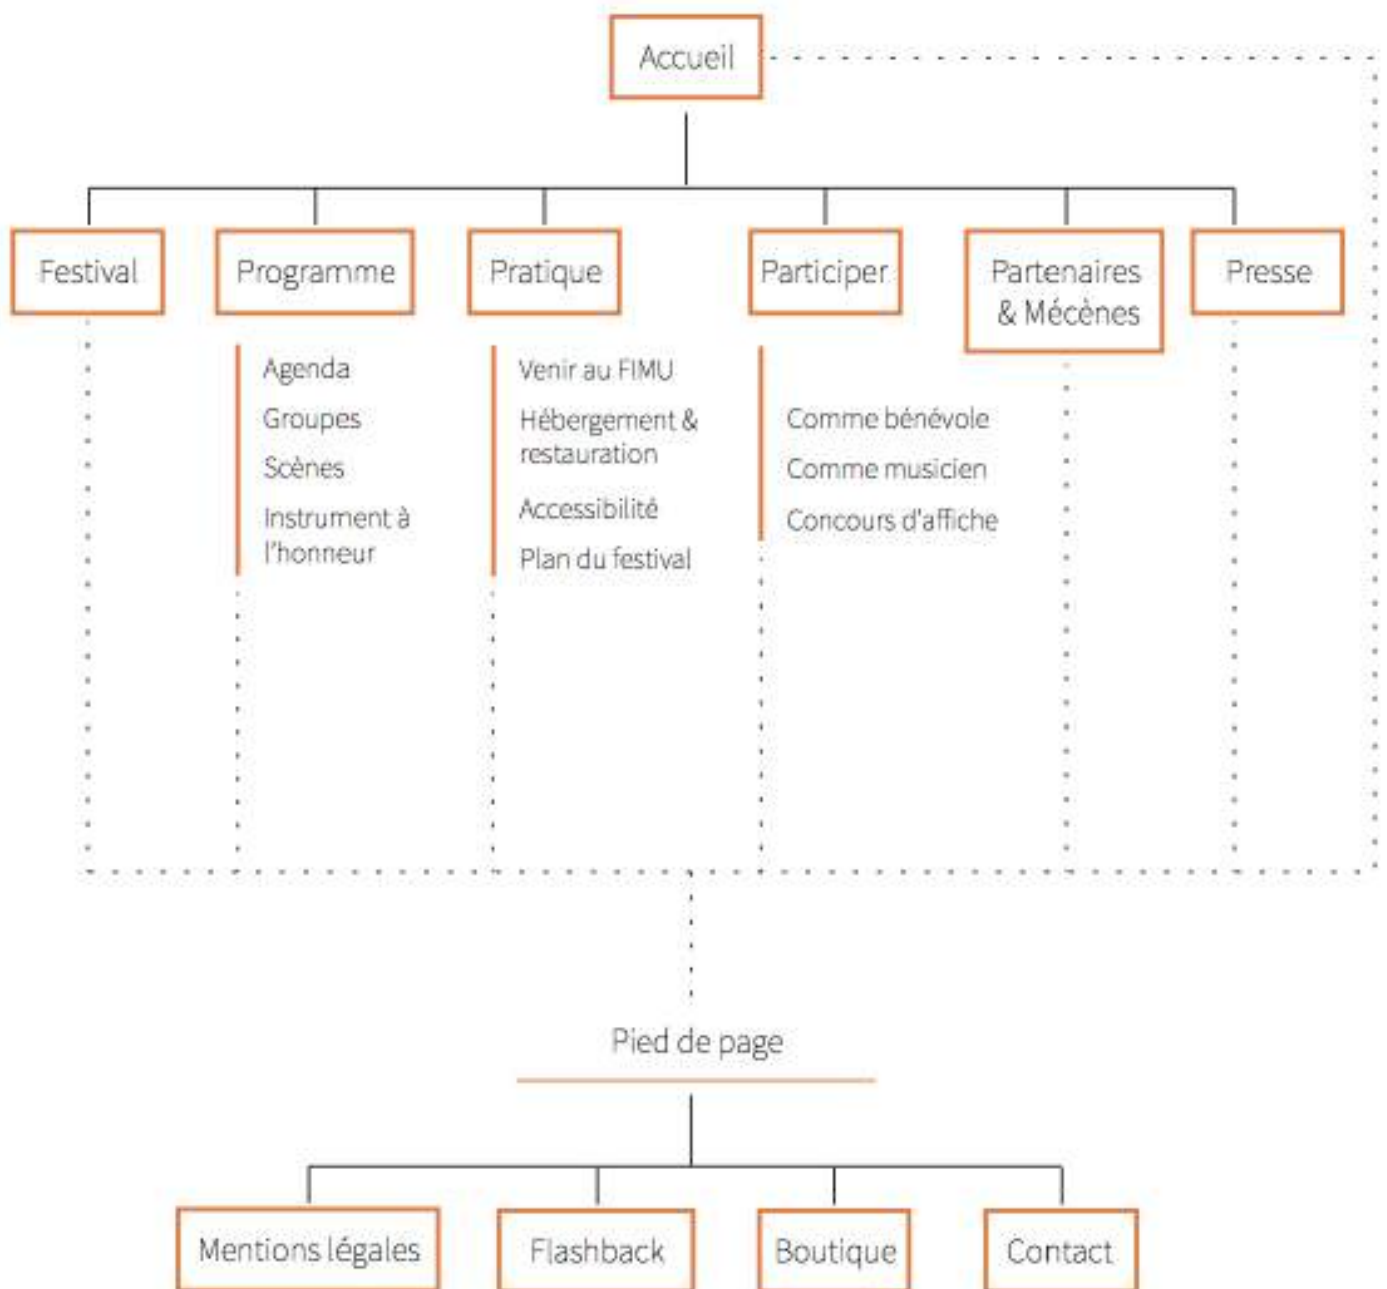 Accueil
Festival
Programme
Pratique
Participer
Partenaires
& Mécènes
Presse
Agenda
Groupes
Scènes
Instrument à
l'honneur
Venir au FIMU
Hébergement &
restauration
Accessibilité
Plan du festival
Comme bénévole
Comme musicien
Concours d'affiche
Pied de page
Mentions légales
Flashback
Boutique
Contact